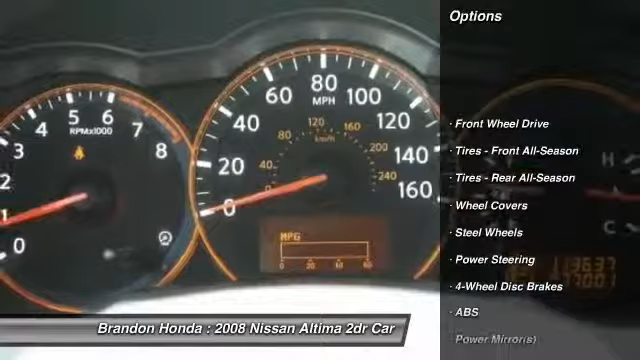 Options
· Front Wheel Drive
· Tires - Front All-Season
· Tires - Rear All-Season
· Wheel Covers
· Steel Wheels
· Power Steering
· 4-Wheel Disc Brakes
· ABS
· Power Mirror(s)
0 1 2 3 4 5 6 7 8
RPMx1000
0 20 40 60 80 100 120 140 160
MPH
0 40 80 120 160 200 240
km/h
MPG
0 20 40 60
H
C
Brandon Honda : 2008 Nissan Altima 2dr Car